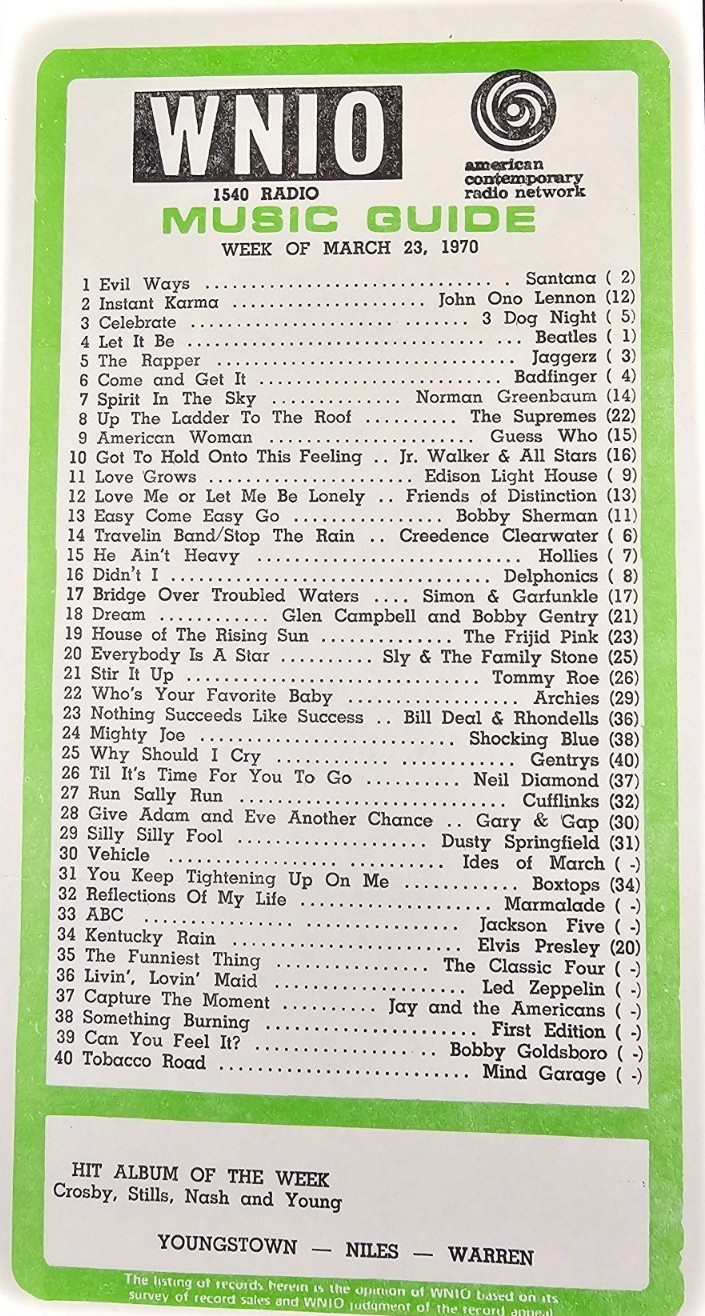 WNIO
1540 RADIO
american
contemporary
radio network
MUSIC GUIDE
WEEK OF MARCH 23, 1970
1 Evil Ways .................................. . Santana ( 2)
2 Instant Karma ...................... John Ono Lennon (12)
3 Celebrate ............................... 3 Dog Night ( 5)
4 Let It Be .................................. ... Beatles ( 1)
5 The Rapper .................................. Jaggerz ( 3)
6 Come and Get It ............................ Badfinger ( 4)
7 Spirit In The Sky .............. Norman Greenbaum (14)
8 Up The Ladder To The Roof .......... The Supremes (22)
9 American Woman ....................... Guess Who (15)
10 Got To Hold Onto This Feeling .. Jr. Walker & All Stars (16)
11 Love Grows ..................... Edison Light House ( 9)
12 Love Me or Let Me Be Lonely .. Friends of Distinction (13)
13 Easy Come Easy Go ................ Bobby Sherman (11)
14 Travelin Band/Stop The Rain .. Creedence Clearwater ( 6)
15 He Ain't Heavy .............................. Hollies ( 7)
16 Didn't I ................................... Delphonics ( 8)
17 Bridge Over Troubled Waters .... Simon & Garfunkle (17)
18 Dream ............ Glen Campbell and Bobby Gentry (21)
19 House of The Rising Sun .............. The Frijid Pink (23)
20 Everybody Is A Star .......... Sly & The Family Stone (25)
21 Stir It Up .................................. Tommy Roe (26)
22 Who's Your Favorite Baby .................... Archies (29)
23 Nothing Succeeds Like Success .. Bill Deal & Rhondells (36)
24 Mighty Joe ............................ Shocking Blue (38)
25 Why Should I Cry .......................... Gentrys (40)
26 Til It's Time For You To Go .......... Neil Diamond (37)
27 Run Sally Run .............................. Cufflinks (32)
28 Give Adam and Eve Another Chance .. Gary & Gap (30)
29 Silly Silly Fool ...................... Dusty Springfield (31)
30 Vehicle ............................. Ides of March ( -)
31 You Keep Tightening Up On Me ............ Boxtops (34)
32 Reflections Of My Life ..................... Marmalade ( -)
33 ABC ................................... Jackson Five ( -)
34 Kentucky Rain ......................... Elvis Presley (20)
35 The Funniest Thing ................ The Classic Four ( -)
36 Livin', Lovin' Maid ....................... Led Zeppelin ( -)
37 Capture The Moment .......... Jay and the Americans ( -)
38 Something Burning ......................... First Edition ( -)
39 Can You Feel It? ..................... Bobby Goldsboro ( -)
40 Tobacco Road ............................ Mind Garage ( -)
HIT ALBUM OF THE WEEK
Crosby, Stills, Nash and Young
YOUNGSTOWN — NILES — WARREN
The listing of records herein is the opinion of WNIO based on its
survey of record sales and WNIO judgment of the record appeal